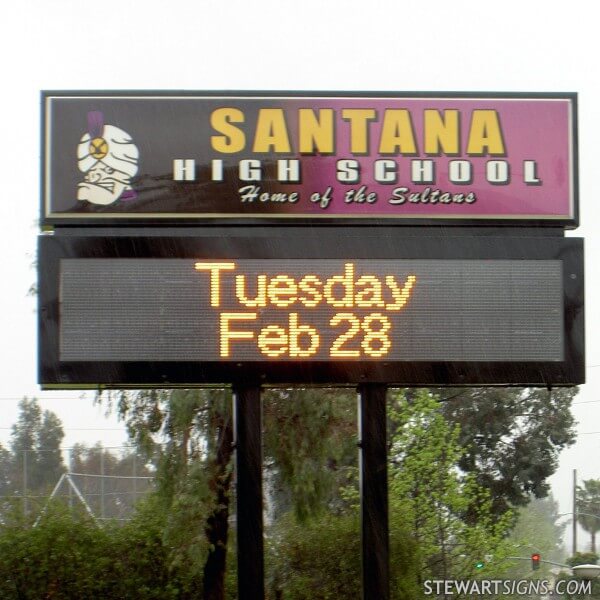 SANTANA
HIGH SCHOOL
Home of the Sultans
Tuesday
Feb 28
STEWARTSIGNS.COM